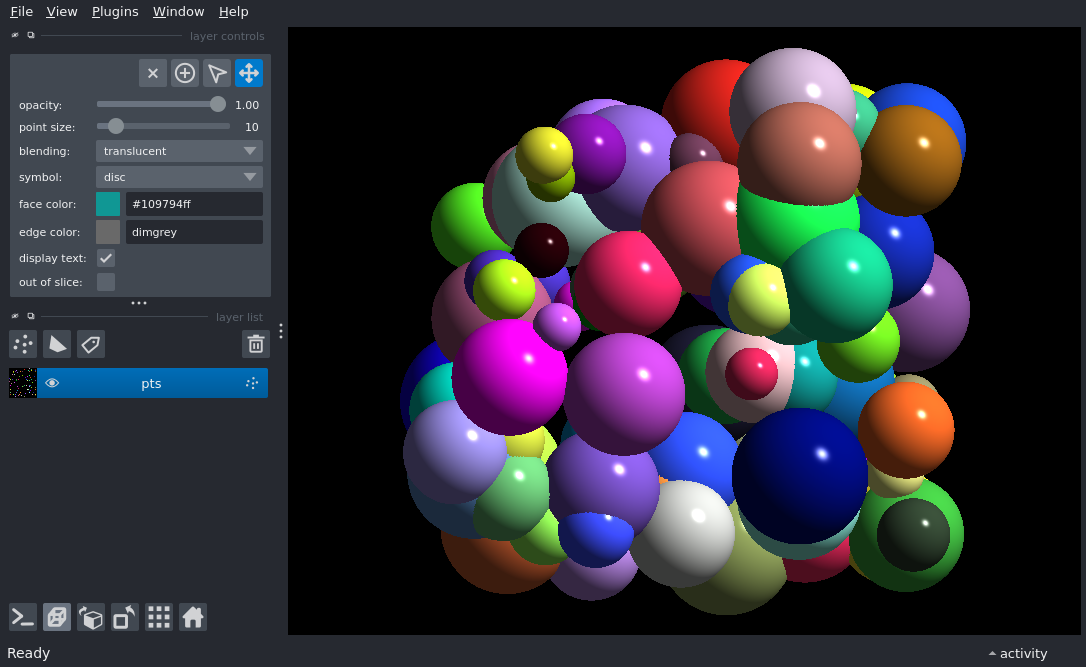 File View Plugins Window Help
layer controls
opacity: 1.00
point size: 10
blending: translucent
symbol: disc
face color: #109794ff
edge color: dimgrey
display text:
out of slice:
layer list
pts
Ready
activity